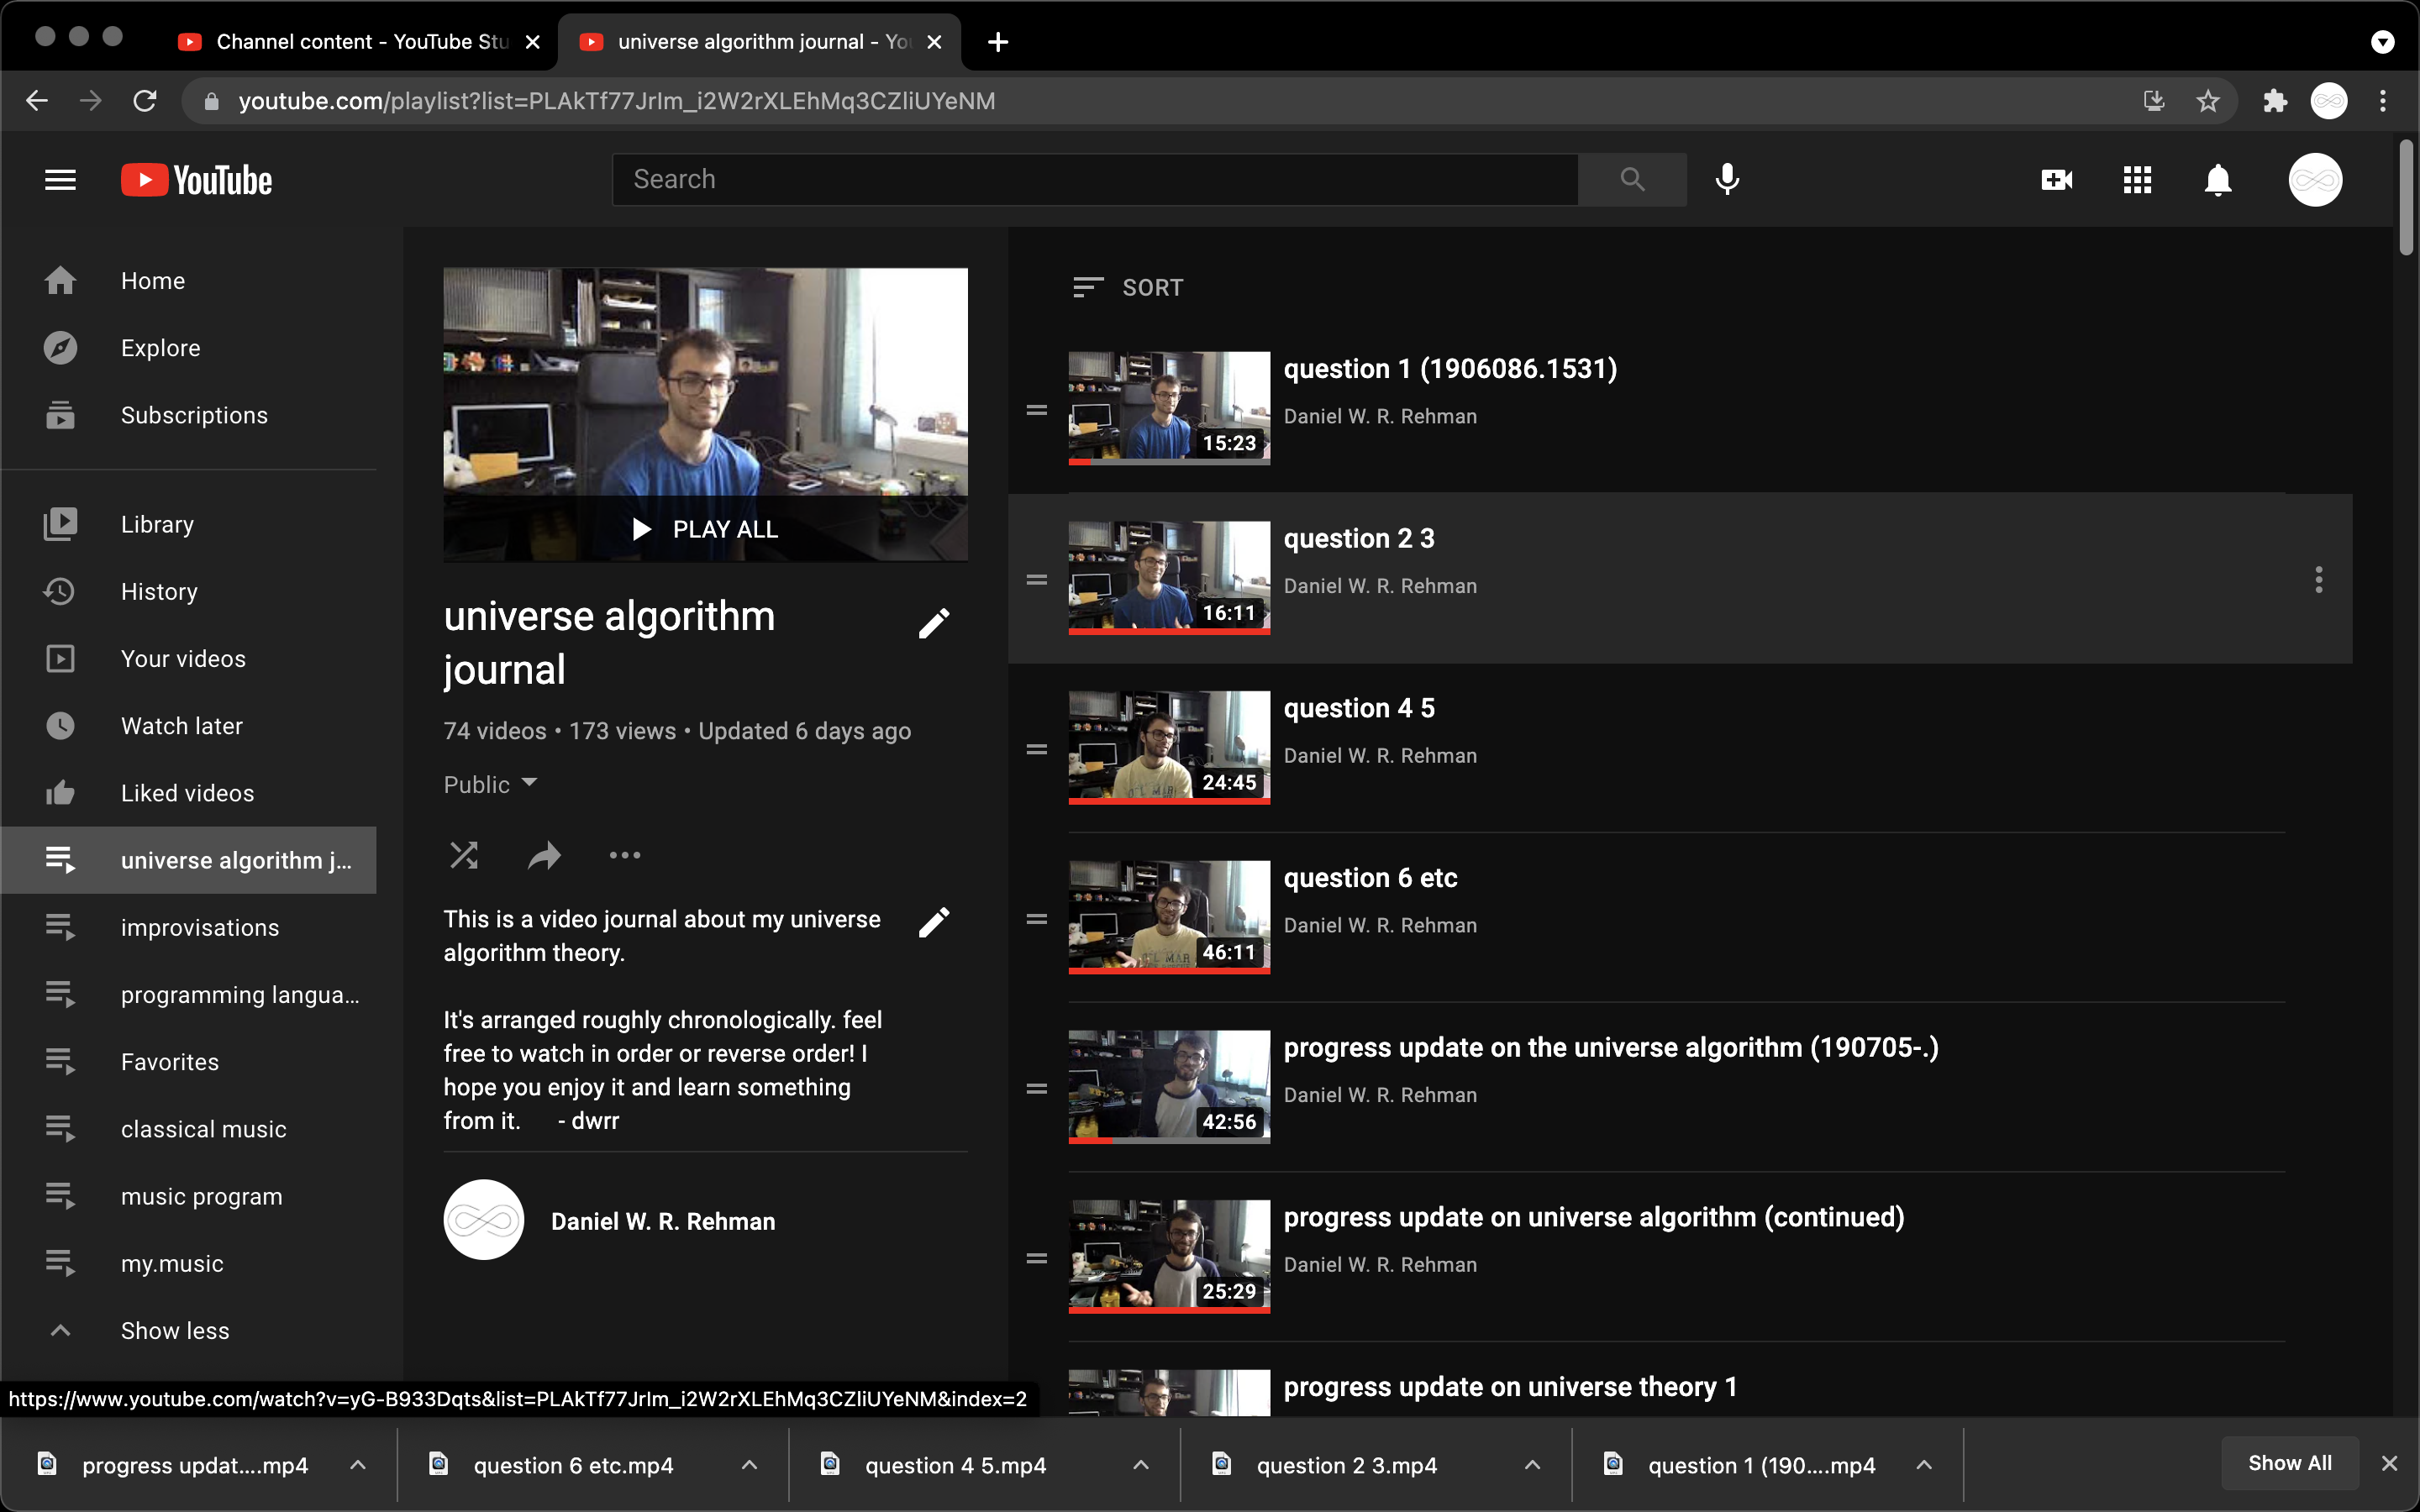 Channel content - YouTube Stu
universe algorithm journal - You
youtube.com/playlist?list=PLAkTf77JrIm_i2W2rXLEhMq3CZliUYeNM
YouTube
Search
Home
Explore
Subscriptions
Library
History
Your videos
Watch later
Liked videos
universe algorithm j...
improvisations
programming langua...
Favorites
classical music
music program
my.music
Show less
PLAY ALL
universe algorithm
journal
74 videos • 173 views • Updated 6 days ago
Public
This is a video journal about my universe
algorithm theory.
It's arranged roughly chronologically. feel
free to watch in order or reverse order! I
hope you enjoy it and learn something
from it. - dwrr
Daniel W. R. Rehman
SORT
question 1 (1906086.1531)
Daniel W. R. Rehman
15:23
question 2 3
Daniel W. R. Rehman
16:11
question 4 5
Daniel W. R. Rehman
24:45
question 6 etc
Daniel W. R. Rehman
46:11
progress update on the universe algorithm (190705-.)
Daniel W. R. Rehman
42:56
progress update on universe algorithm (continued)
Daniel W. R. Rehman
25:29
progress update on universe theory 1
https://www.youtube.com/watch?v=yG-B933Dqts&list=PLAkTf77JrIm_i2W2rXLEhMq3CZliUYeNM&index=2
progress updat....mp4
question 6 etc.mp4
question 4 5.mp4
question 2 3.mp4
question 1 (190....mp4
Show All